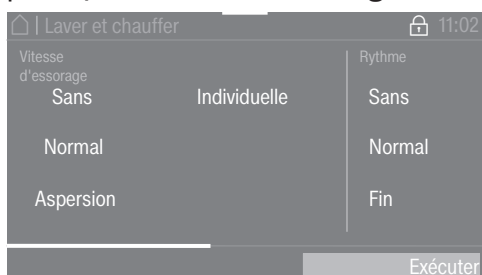 | Laver et chauffer 11:02
Vitesse
d'essorage
Sans
Individuelle
Normal
Aspersion
Rythme
Sans
Normal
Fin
Exécuter